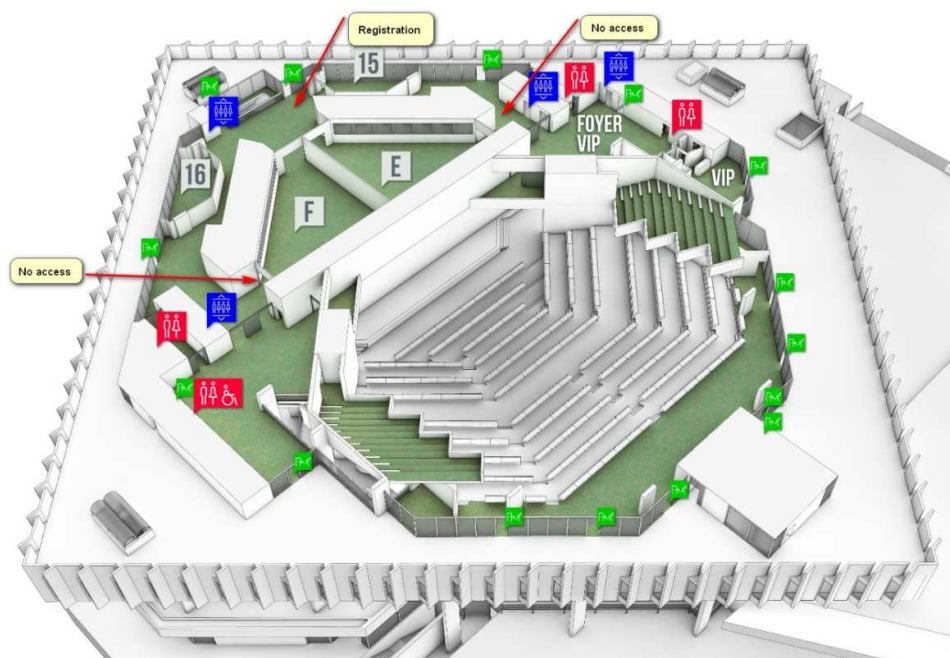 Registration
No access
15
16
E
F
FOYER
VIP
VIP
No access